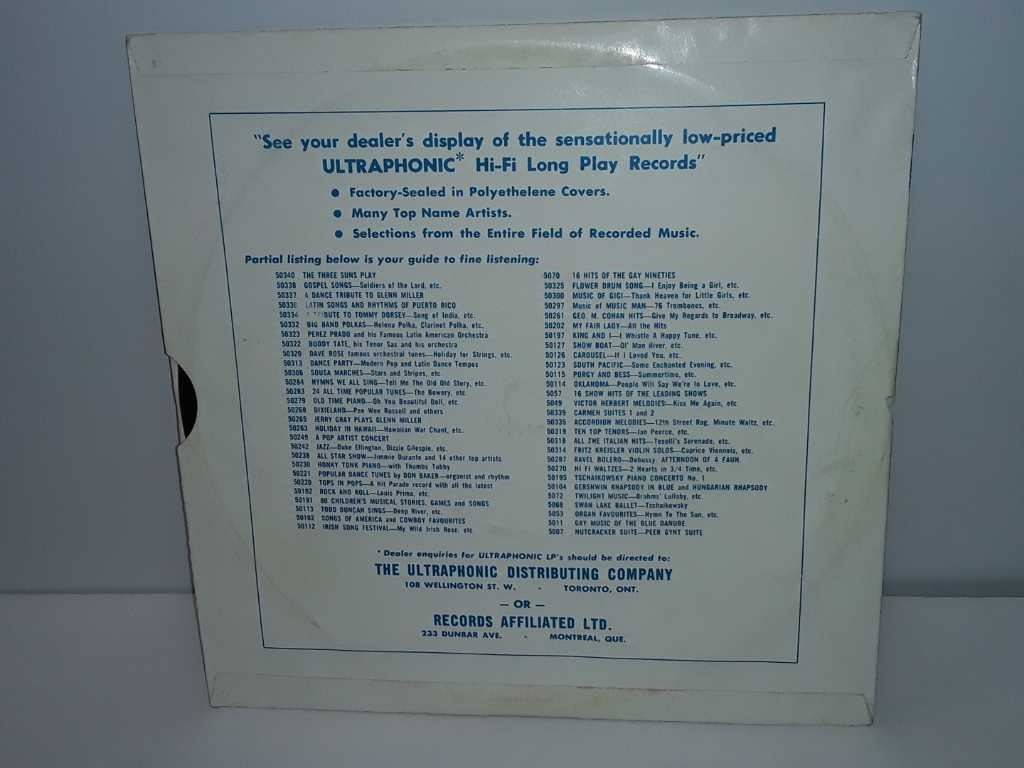 "See your dealer's display of the sensationally low-priced
ULTRAPHONIC* Hi-Fi Long Play Records"
● Factory-Sealed in Polyethelene Covers.
● Many Top Name Artists.
● Selections from the Entire Field of Recorded Music.
Partial listing below is your guide to fine listening:
50340 THE THREE SUNS PLAY
50338 GOSPEL SONGS—Soldiers of the Lord, etc.
50337 A DANCE TRIBUTE TO GLENN MILLER
50336 LATIN SONGS AND RHYTHMS OF PUERTO RICO
50334 A TRIBUTE TO TOMMY DORSEY—Song of India, etc.
50332 BIG BAND POLKAS—Helena Polka, Clarinet Polka, etc.
50323 PEREZ PRADO and his Famous Latin American Orchestra
50322 BUDDY TATE, his Tenor Sax and his orchestra
50320 DAVE ROSE famous orchestral tunes—Holiday for Strings, etc.
50313 DANCE PARTY—Modern Pop and Latin Dance Tempos
50306 SOUSA MARCHES—Stars and Stripes, etc
50284 HYMNS WE ALL SING—Tell Me The Old Old Story, etc.
50283 24 ALL TIME POPULAR TUNES—The Bowery, etc
50279 OLD TIME PIANO—Oh You Beautiful Doll, etc.
50268 DIXIELAND—Pee Wee Russell and others
50265 JERRY GRAY PLAYS GLENN MILLER
50263 HOLIDAY IN HAWAII—Hawaiian War Chant, etc.
50249 A POP ARTIST CONCERT
50242 JAZZ—Duke Ellington, Dizzie Gillespie, etc.
50238 ALL STAR SHOW—Jimmie Durante and 14 other top artists
50230 HONKY TONK PIANO—with Thumbs Tubby
50221 POPULAR DANCE TUNES by DON BAKER—organist and rhythm
50220 TOPS IN POPS—A Hit Parade record with all the latest
50192 ROCK AND ROLL—Louis Prima, etc.
50191 80 CHILDREN'S MUSICAL STORIES, GAMES and SONGS
50113 TODD DUNCAN SINGS—Deep River, etc.
50102 SONGS OF AMERICA and COWBOY FAVOURITES
50112 IRISH SONG FESTIVAL—My Wild Irish Rose, etc
5070 16 HITS OF THE GAY NINETIES
50325 FLOWER DRUM SONG—I Enjoy Being a Girl, etc.
50300 MUSIC OF GIGI—Thank Heaven for Little Girls, etc.
50297 Music of MUSIC MAN—76 Trombones, etc.
50261 GEO. M. COHAN HITS—Give My Regards to Broadway, etc.
50202 MY FAIR LADY—All the Hits
50197 KING AND I—I Whistle A Happy Tune, etc.
50127 SHOW BOAT—Ol' Man River, etc.
50126 CAROUSEL—If I Loved You, etc.
50123 SOUTH PACIFIC—Some Enchanted Evening, etc.
50115 PORGY AND BESS—Summertime, etc.
50114 OKLAHOMA—People Will Say We're In Love, etc.
5057 16 SHOW HITS OF THE LEADING SHOWS
5049 VICTOR HERBERT MELODIES—Kiss Me Again, etc.
50339 CARMEN SUITES 1 and 2
50335 ACCORDION MELODIES—12th Street Rag, Minute Waltz, etc.
50319 TEN TOP TENORS—Jan Peerce, etc.
50318 ALL THE ITALIAN HITS—Toselli's Serenade, etc.
50314 FRITZ KREISLER VIOLIN SOLOS—Caprice Viennois, etc.
50287 RAVEL BOLERO—Debussy: AFTERNOON OF A FAUN.
50270 HI FI WALTZES—2 Hearts in 3/4 Time, etc.
50195 TSCHAIKOWSKY PIANO CONCERTO No. 1
50104 GERSHWIN RHAPSODY IN BLUE and HUNGARIAN RHAPSODY
5072 TWILIGHT MUSIC—Brahms' Lullaby, etc.
5068 SWAN LAKE BALLET—Tschaikowsky
5053 ORGAN FAVOURITES—Hymn To The Sun, etc.
5011 GAY MUSIC OF THE BLUE DANUBE
5007 NUTCRACKER SUITE—PEER GYNT SUITE
* Dealer enquiries for ULTRAPHONIC LP's should be directed to:
THE ULTRAPHONIC DISTRIBUTING COMPANY
108 WELLINGTON ST. W. - TORONTO, ONT.
— OR —
RECORDS AFFILIATED LTD.
233 DUNBAR AVE. - MONTREAL, QUE.